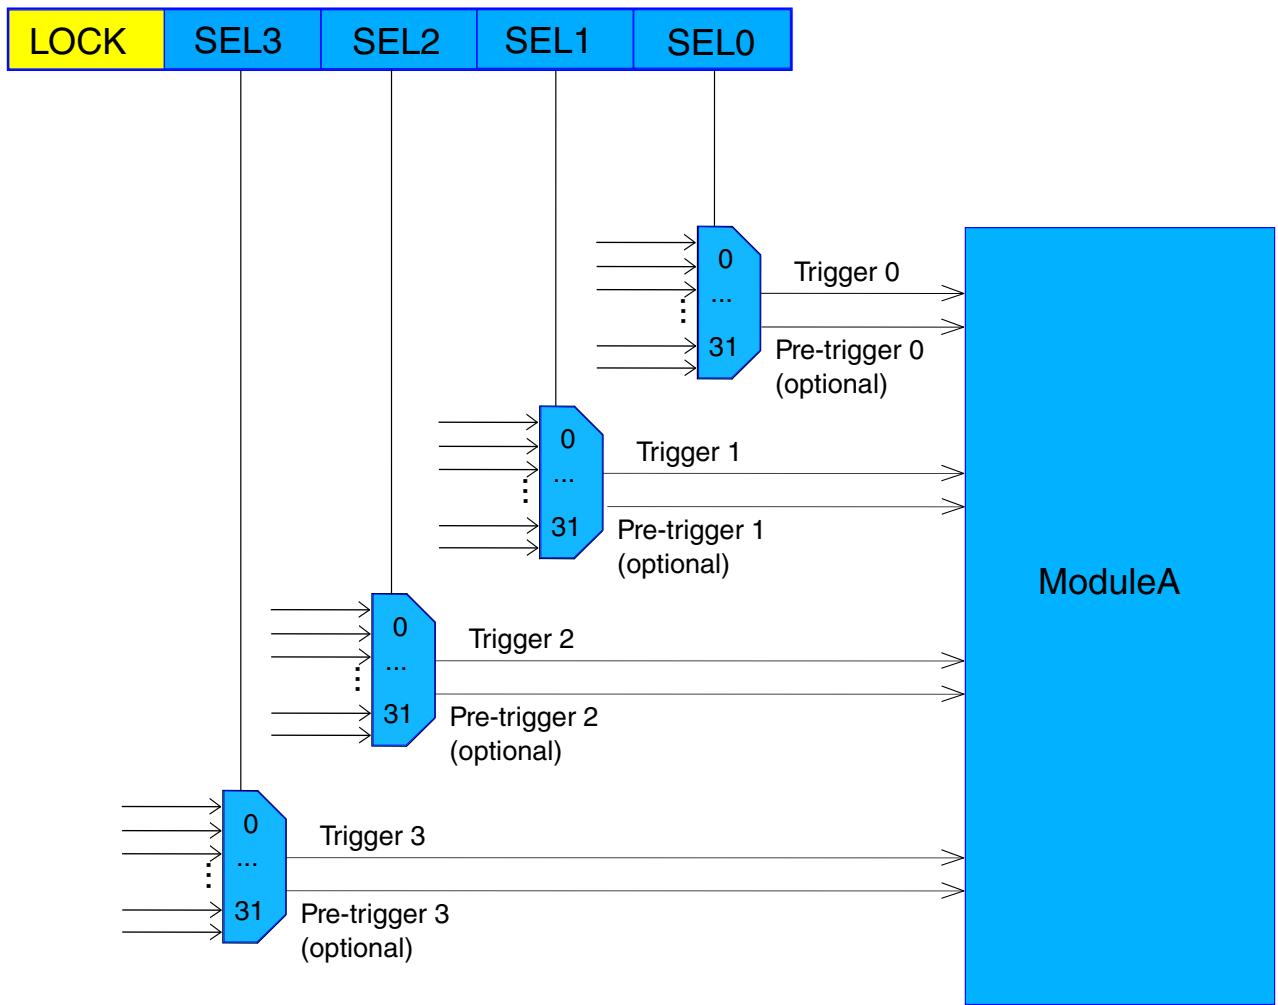 LOCK SEL3 SEL2 SEL1 SEL0
0
...
31
Trigger 0
Pre-trigger 0
(optional)
0
...
31
Trigger 1
Pre-trigger 1
(optional)
ModuleA
0
...
31
Trigger 2
Pre-trigger 2
(optional)
0
...
31
Trigger 3
Pre-trigger 3
(optional)